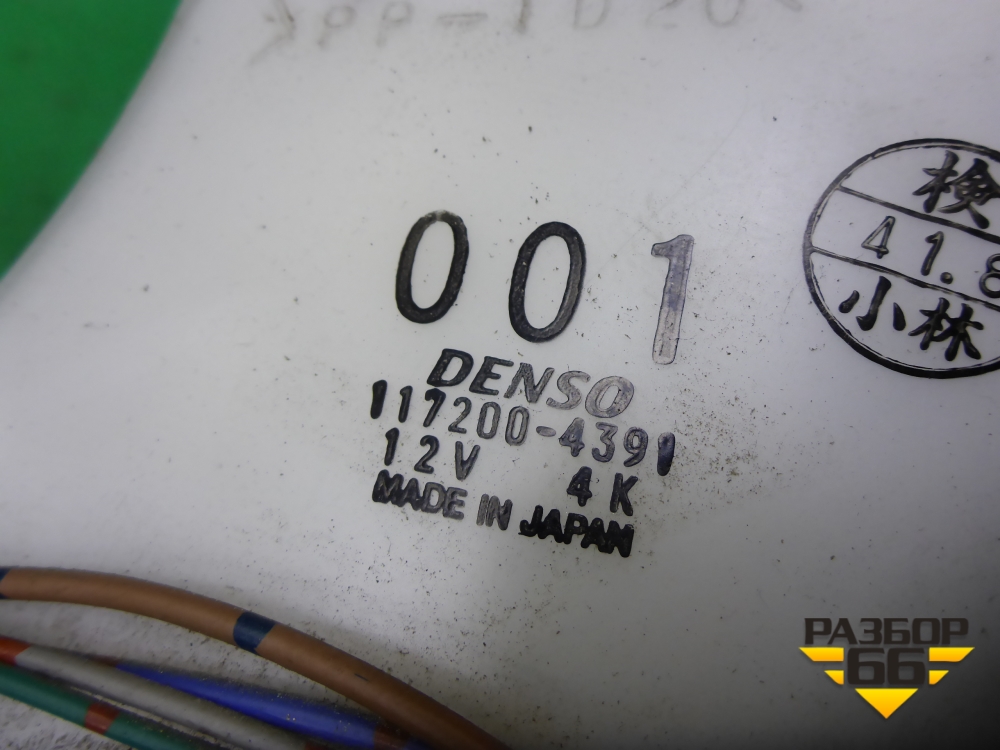 001
DENSO
117200-4391
12V 4K
MADE IN JAPAN
検
41.8
小林
РАЗБОР
66